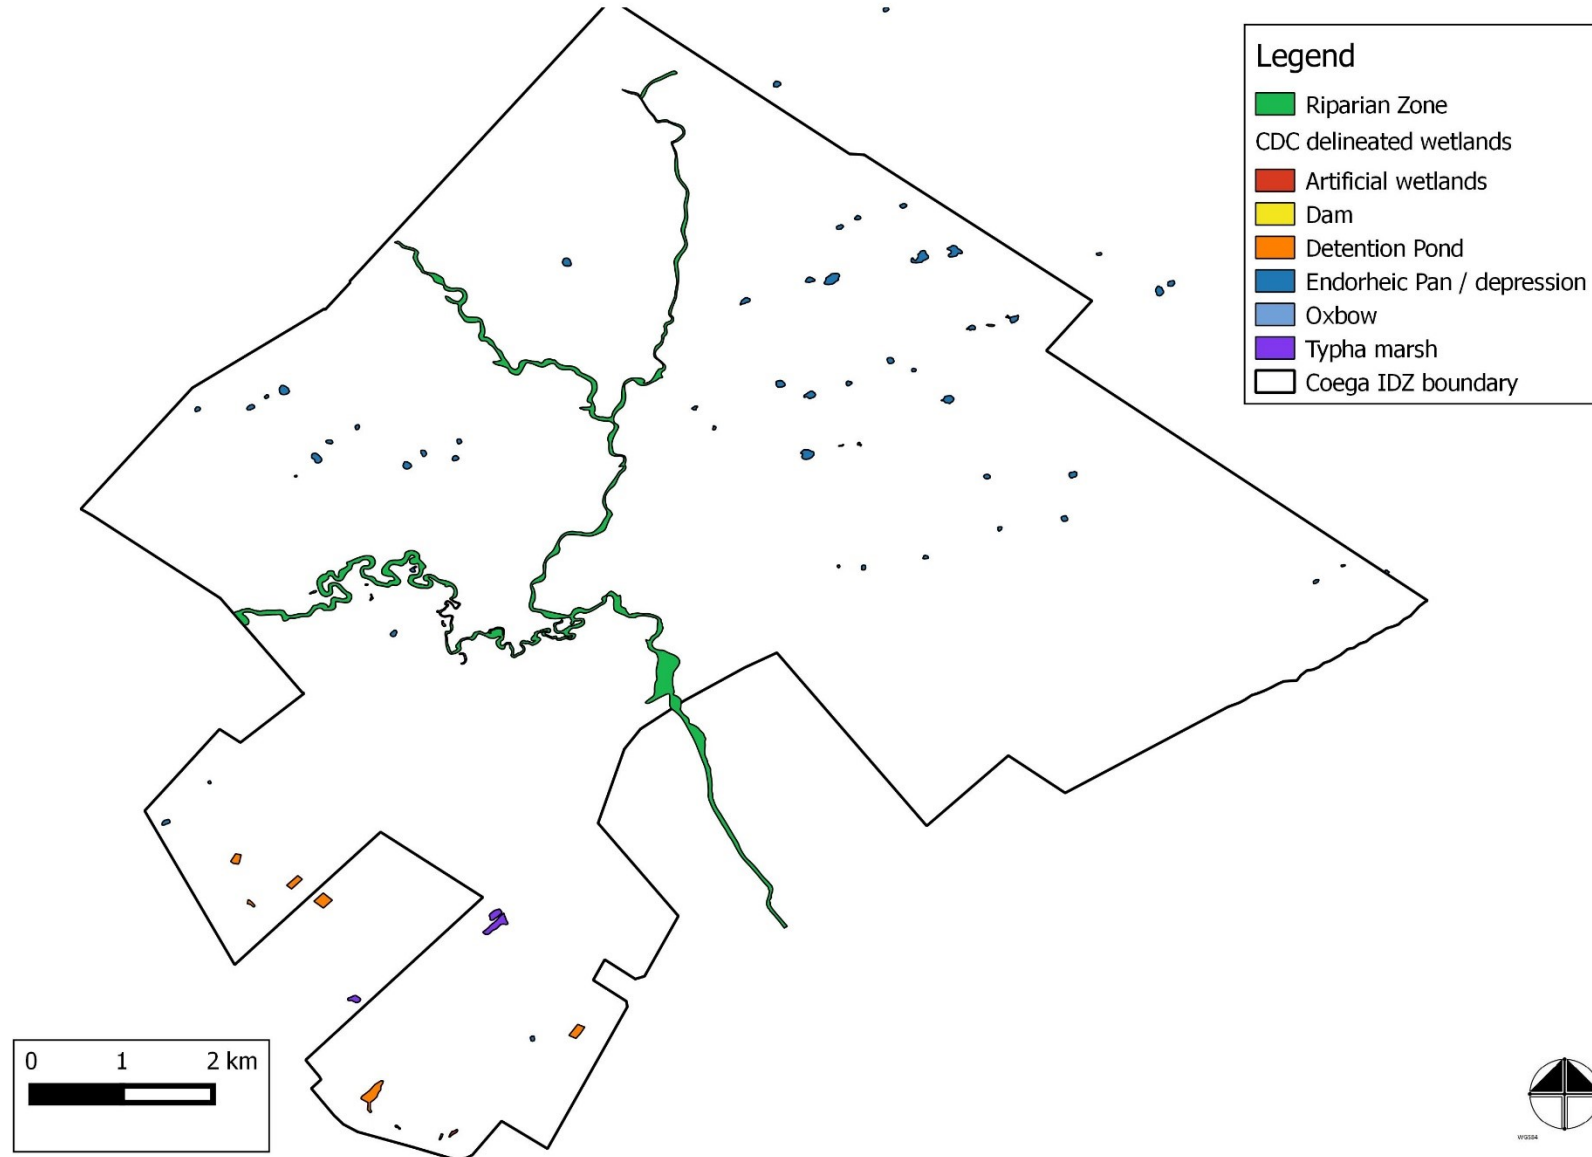 Legend
Riparian Zone
CDC delineated wetlands
Artificial wetlands
Dam
Detention Pond
Endorheic Pan / depression
Oxbow
Typha marsh
Coega IDZ boundary
0 1 2 km
WGS84